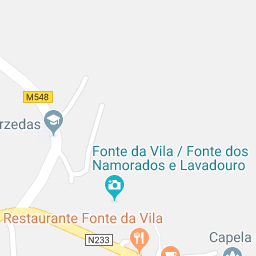 M548
rzedas
Fonte da Vila / Fonte dos
Namorados e Lavadouro
Restaurante Fonte da Vila
N233
Capela